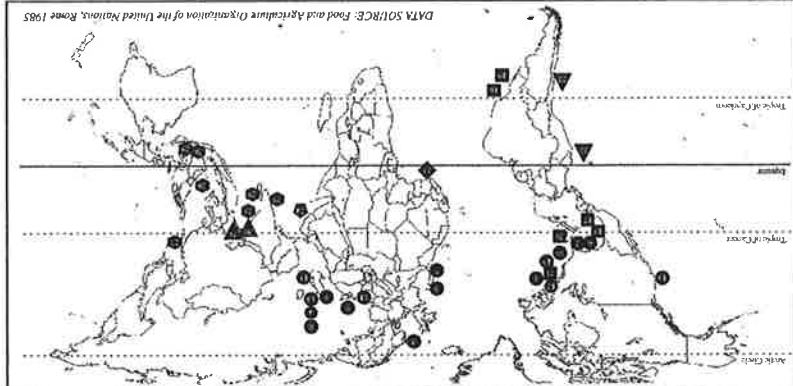 Arctic Circle
Tropic of Cancer
Equator
Tropic of Capricorn
DATA SOURCE: Food and Agriculture Organization of the United Nations, Rome 1985